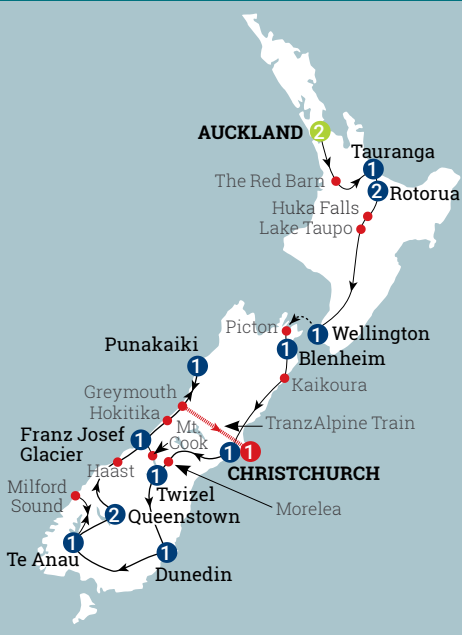 AUCKLAND 2
Tauranga
1
The Red Barn
2 Rotorua
Huka Falls
Lake Taupo
Picton
1 Wellington
Punakaiki
1
1
Blenheim
Kaikoura
Greymouth
Hokitika
TranzAlpine Train
Mt
Cook
Franz Josef
Glacier
1
1 1
CHRISTCHURCH
Haast
1
Twizel
Morelea
Milford
Sound
2 Queenstown
1
Te Anau
1
Dunedin